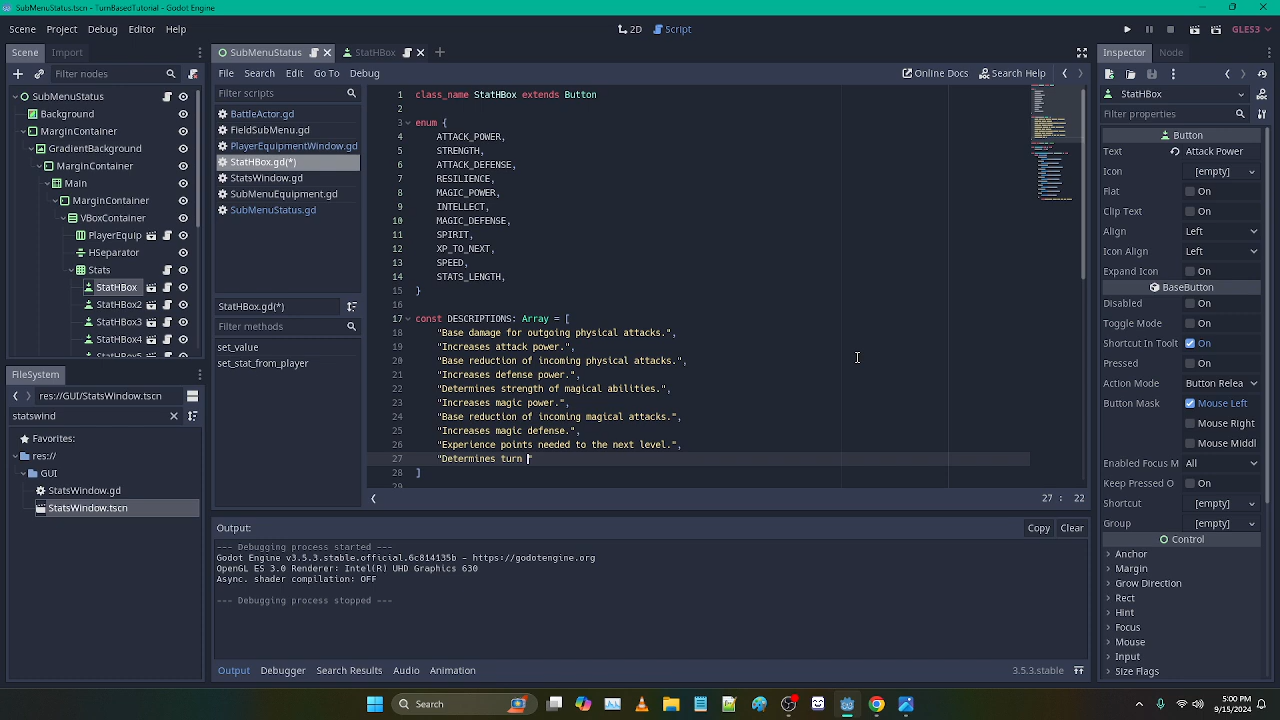 SubMenuStatus.tscn - TurnBasedTutorial - Godot Engine
Scene Project Debug Editor Help
2D Script
GLES3
Scene Import
Filter nodes
SubMenuStatus
Background
MarginContainer
GradientBackground
MarginContainer
Main
MarginContainer
VBoxContainer
PlayerEquip
HSeparator
Stats
StatHBox
StatHBox2
StatHBox3
StatHBox4
FileSystem
res://GUI/StatsWindow.tscn
statswind
Favorites:
res://
GUI
StatsWindow.gd
StatsWindow.tscn
SubMenuStatus StatHBox
File Search Edit Go To Debug
Online Docs Search Help
Filter scripts
BattleActor.gd
FieldSubMenu.gd
PlayerEquipmentWindow.gd
StatHBox.gd(*)
StatsWindow.gd
SubMenuEquipment.gd
SubMenuStatus.gd
StatHBox.gd(*)
Filter methods
set_value
set_stat_from_player
1 class_name StatHBox extends Button
2
3 enum {
4 ATTACK_POWER,
5 STRENGTH,
6 ATTACK_DEFENSE,
7 RESILIENCE,
8 MAGIC_POWER,
9 INTELLECT,
10 MAGIC_DEFENSE,
11 SPIRIT,
12 XP_TO_NEXT,
13 SPEED,
14 STATS_LENGTH,
15 }
16
17 const DESCRIPTIONS: Array = [
18 "Base damage for outgoing physical attacks.",
19 "Increases attack power.",
20 "Base reduction of incoming physical attacks.",
21 "Increases defense power.",
22 "Determines strength of magical abilities.",
23 "Increases magic power.",
24 "Base reduction of incoming magical attacks.",
25 "Increases magic defense.",
26 "Experience points needed to the next level.",
27 "Determines turn "
28 ]
29
27 : 22
Output:
Copy Clear
--- Debugging process started ---
Godot Engine v3.5.3.stable.official.6c814135b - https://godotengine.org
OpenGL ES 3.0 Renderer: Intel(R) UHD Graphics 630
Async. shader compilation: OFF
--- Debugging process stopped ---
Output Debugger Search Results Audio Animation
3.5.3.stable
Inspector Node
StatHBox
Filter properties
Button
Text Attack Power
Icon [empty]
Flat On
Clip Text On
Align Left
Icon Align Left
Expand Icon On
BaseButton
Disabled On
Toggle Mode On
Shortcut In Toolt On
Pressed On
Action Mode Button Relea
Button Mask Mouse Left
Mouse Right
Mouse Middl
Enabled Focus M All
Keep Pressed O On
Shortcut [empty]
Group [empty]
Control
Anchor
Margin
Grow Direction
Rect
Hint
Focus
Mouse
Input
Size Flags
Search
5:00 PM
9/15/2024